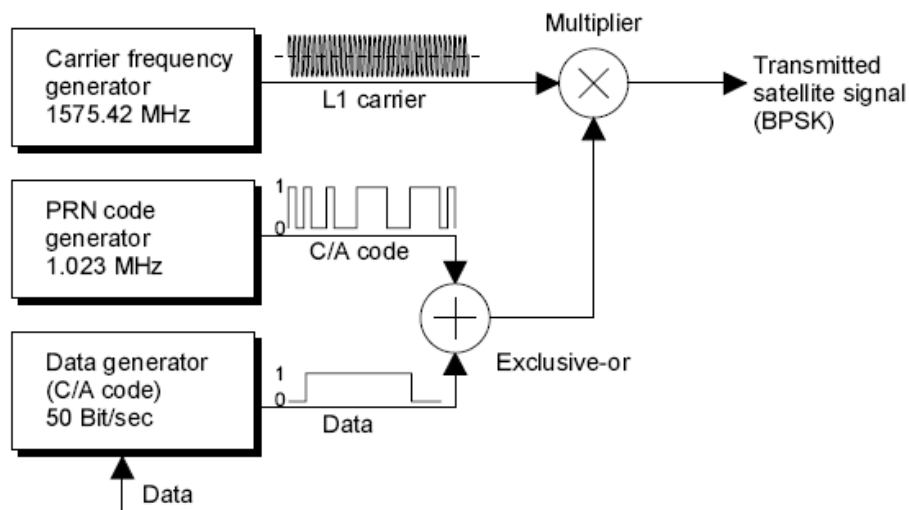 Multiplier
Carrier frequency
generator
1575.42 MHz
L1 carrier
Transmitted
satellite signal
(BPSK)
PRN code
generator
1.023 MHz
1
0
C/A code
Exclusive-or
Data generator
(C/A code)
50 Bit/sec
1
0
Data
Data